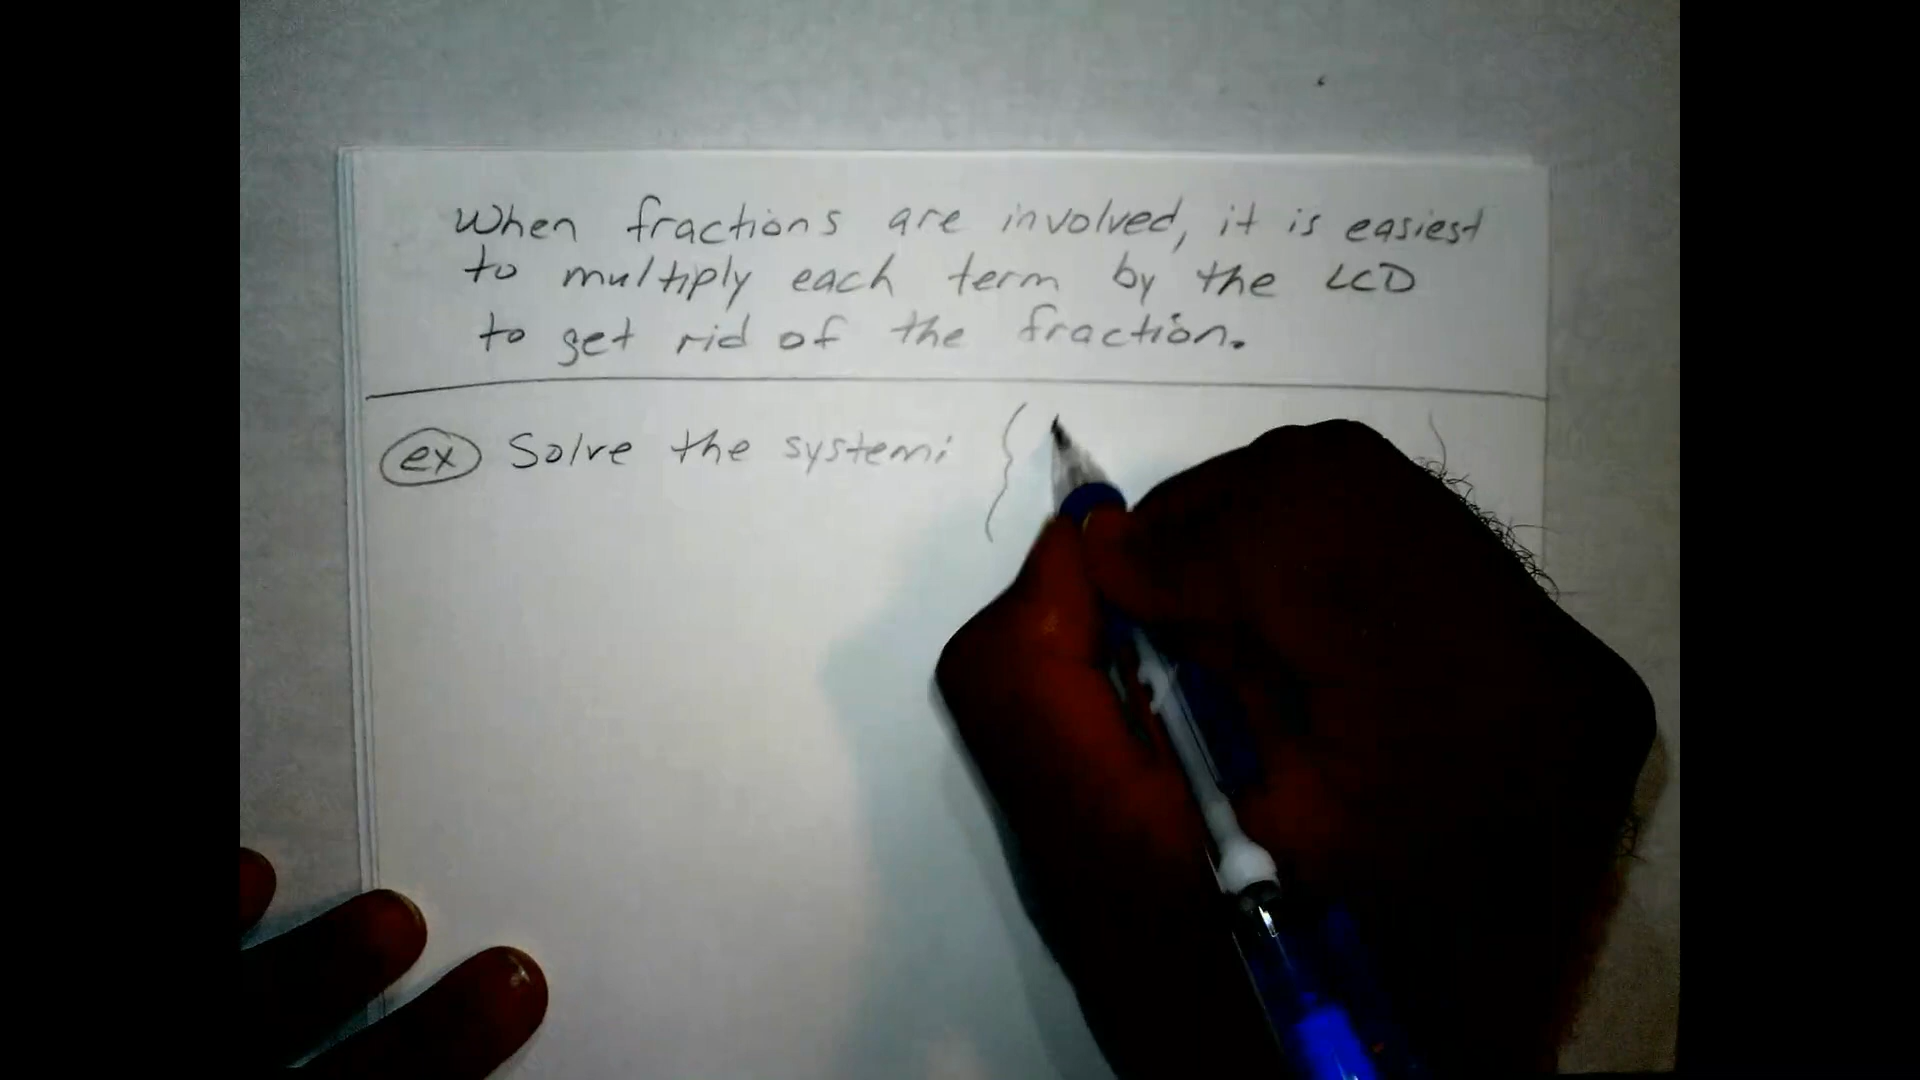 When fractions are involved, it is easiest
to multiply each term by the LCD
to get rid of the fraction.
ex Solve the system: {